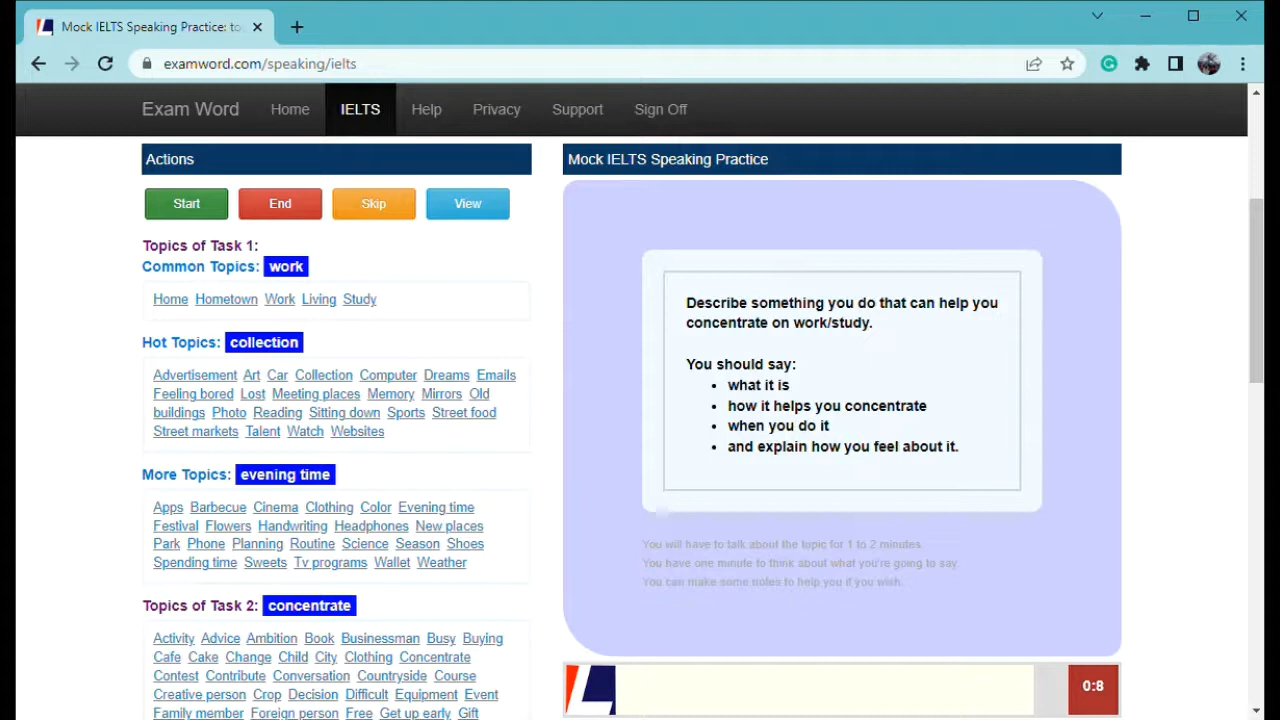 Mock IELTS Speaking Practice: to
examword.com/speaking/ielts
Exam Word Home IELTS Help Privacy Support Sign Off
Actions
Start End Skip View
Topics of Task 1:
Common Topics: work
Home Hometown Work Living Study
Hot Topics: collection
Advertisement Art Car Collection Computer Dreams Emails
Feeling bored Lost Meeting places Memory Mirrors Old
buildings Photo Reading Sitting down Sports Street food
Street markets Talent Watch Websites
More Topics: evening time
Apps Barbecue Cinema Clothing Color Evening time
Festival Flowers Handwriting Headphones New places
Park Phone Planning Routine Science Season Shoes
Spending time Sweets Tv programs Wallet Weather
Topics of Task 2: concentrate
Activity Advice Ambition Book Businessman Busy Buying
Cafe Cake Change Child City Clothing Concentrate
Contest Contribute Conversation Countryside Course
Creative person Crop Decision Difficult Equipment Event
Family member Foreign person Free Get up early Gift
Mock IELTS Speaking Practice
Describe something you do that can help you
concentrate on work/study.
You should say:
• what it is
• how it helps you concentrate
• when you do it
• and explain how you feel about it.
You will have to talk about the topic for 1 to 2 minutes.
You have one minute to think about what you're going to say.
You can make some notes to help you if you wish.
0:8